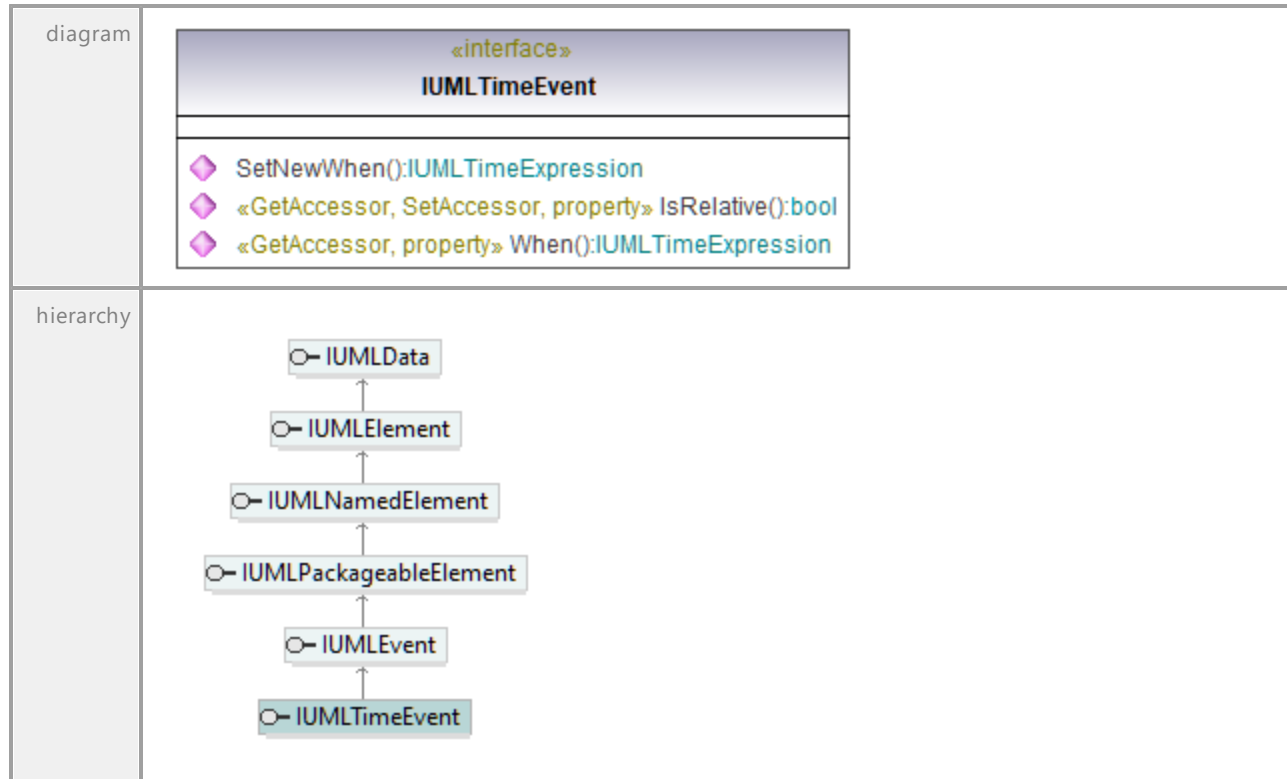 diagram
«interface»
IUMLTimeEvent
SetNewWhen():IUMLTimeExpression
«GetAccessor, SetAccessor, property» IsRelative():bool
«GetAccessor, property» When():IUMLTimeExpression
hierarchy
IUMLData
IUMLElement
IUMLNamedElement
IUMLPackageableElement
IUMLEvent
IUMLTimeEvent